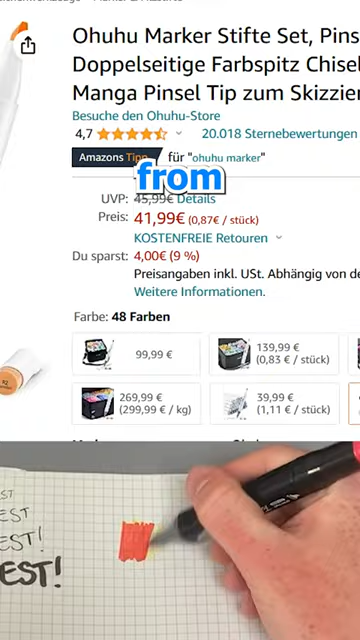 Ohuhu Marker Stifte Set, Pins
Doppelseitige Farbspitz Chisel
Manga Pinsel Tip zum Skizzier
Besuche den Ohuhu-Store
4,7 20.018 Sternebewertungen
Amazons Tipp für "ohuhu marker"
from
UVP: 45,99€ Details
Preis: 41,99€ (0,87€ / stück)
KOSTENFREIE Retouren
Du sparst: 4,00€ (9 %)
Preisangaben inkl. USt. Abhängig von de
Weitere Informationen.
Farbe: 48 Farben
99,99 €
139,99 €
(0,83 € / stück)
269,99 €
(299,99 € / kg)
39,99 €
(1,11 € / stück)
EST
EST!
EST!